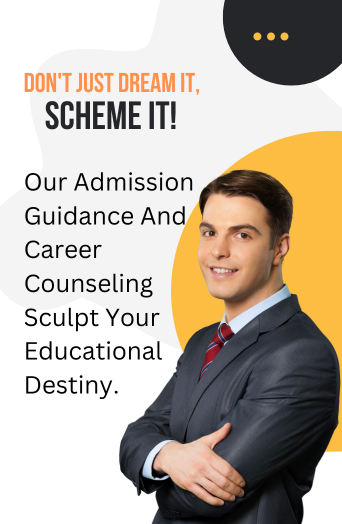 DON'T JUST DREAM IT,
SCHEME IT!
Our Admission
Guidance And
Career
Counseling
Sculpt Your
Educational
Destiny.